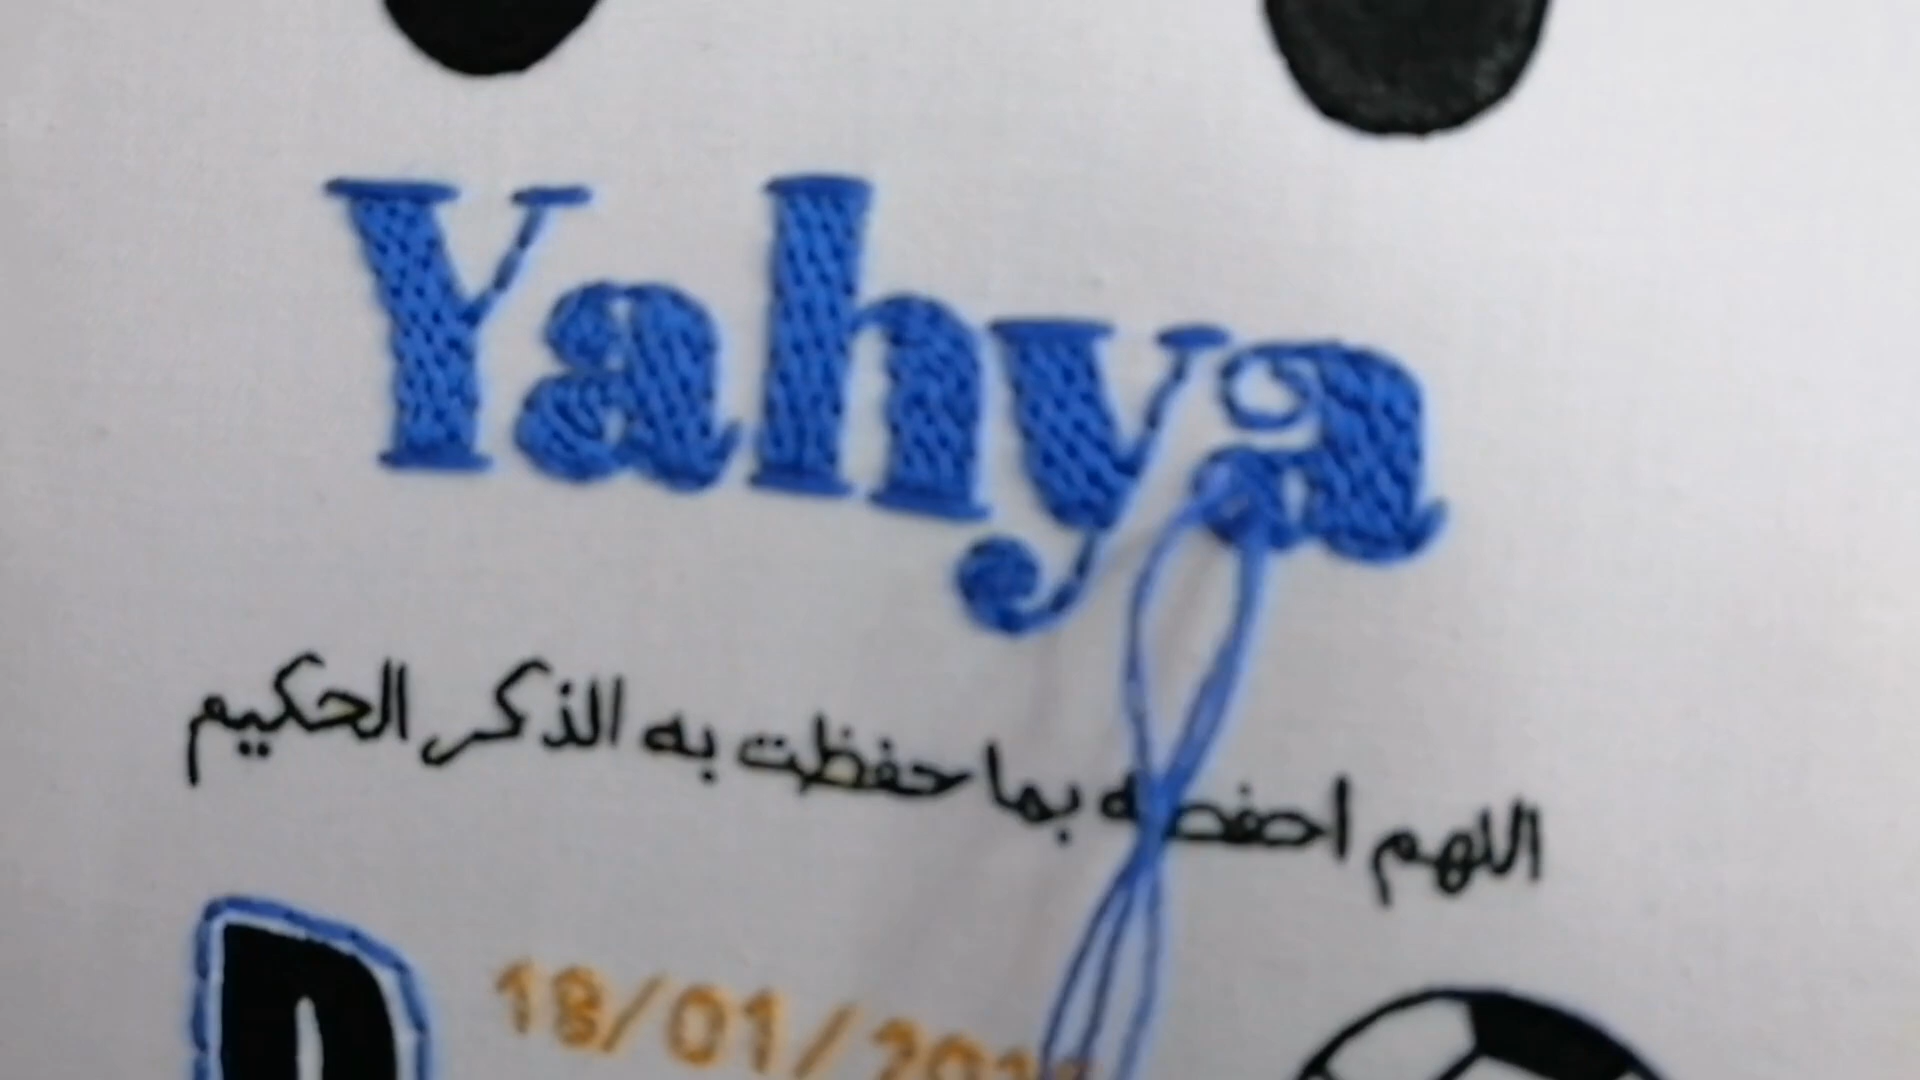 Yahya
اللهم احفظه بما حفظت به الذكر الحكيم
18/01/